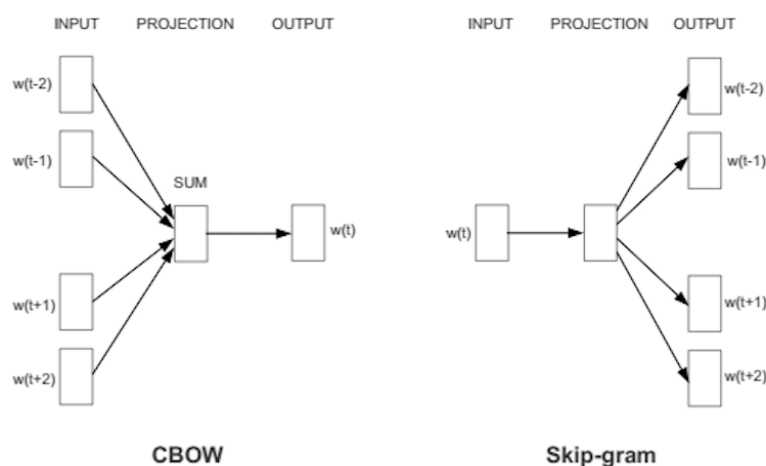 INPUT PROJECTION OUTPUT
w(t-2)
w(t-1)
SUM
w(t)
w(t+1)
w(t+2)
CBOW
INPUT PROJECTION OUTPUT
w(t-2)
w(t-1)
w(t)
w(t+1)
w(t+2)
Skip-gram